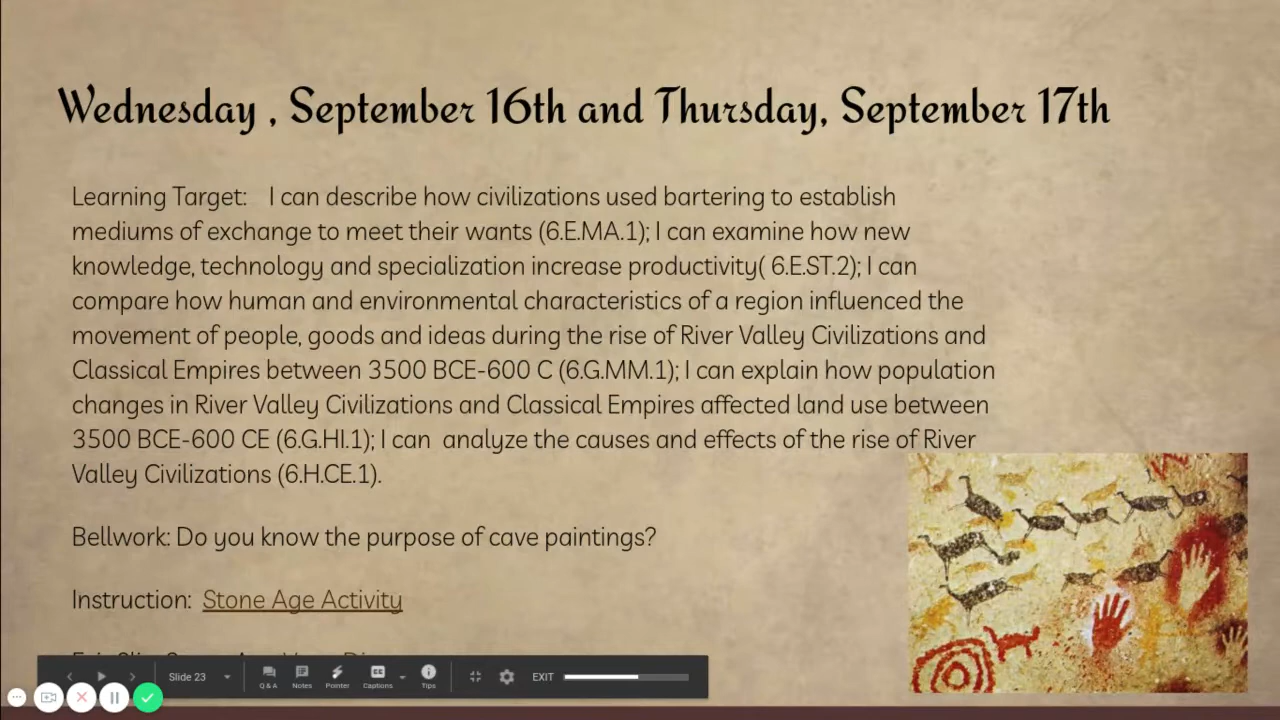 Wednesday , September 16th and Thursday, September 17th
Learning Target: I can describe how civilizations used bartering to establish
mediums of exchange to meet their wants (6.E.MA.1); I can examine how new
knowledge, technology and specialization increase productivity( 6.E.ST.2); I can
compare how human and environmental characteristics of a region influenced the
movement of people, goods and ideas during the rise of River Valley Civilizations and
Classical Empires between 3500 BCE-600 C (6.G.MM.1); I can explain how population
changes in River Valley Civilizations and Classical Empires affected land use between
3500 BCE-600 CE (6.G.HI.1); I can analyze the causes and effects of the rise of River
Valley Civilizations (6.H.CE.1).
Bellwork: Do you know the purpose of cave paintings?
Instruction: Stone Age Activity
Slide 23
Q & A Notes Pointer Captions Tips
EXIT